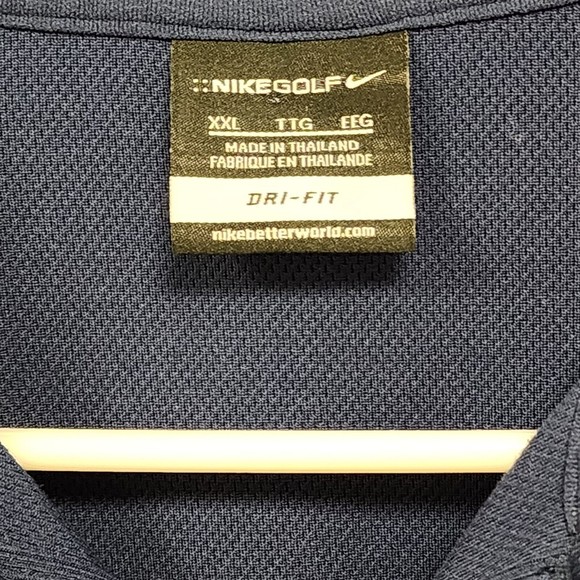 NIKEGOLF
XXL TTG EEG
MADE IN THAILAND
FABRIQUE EN THAILANDE
DRI-FIT
nikebetterworld.com